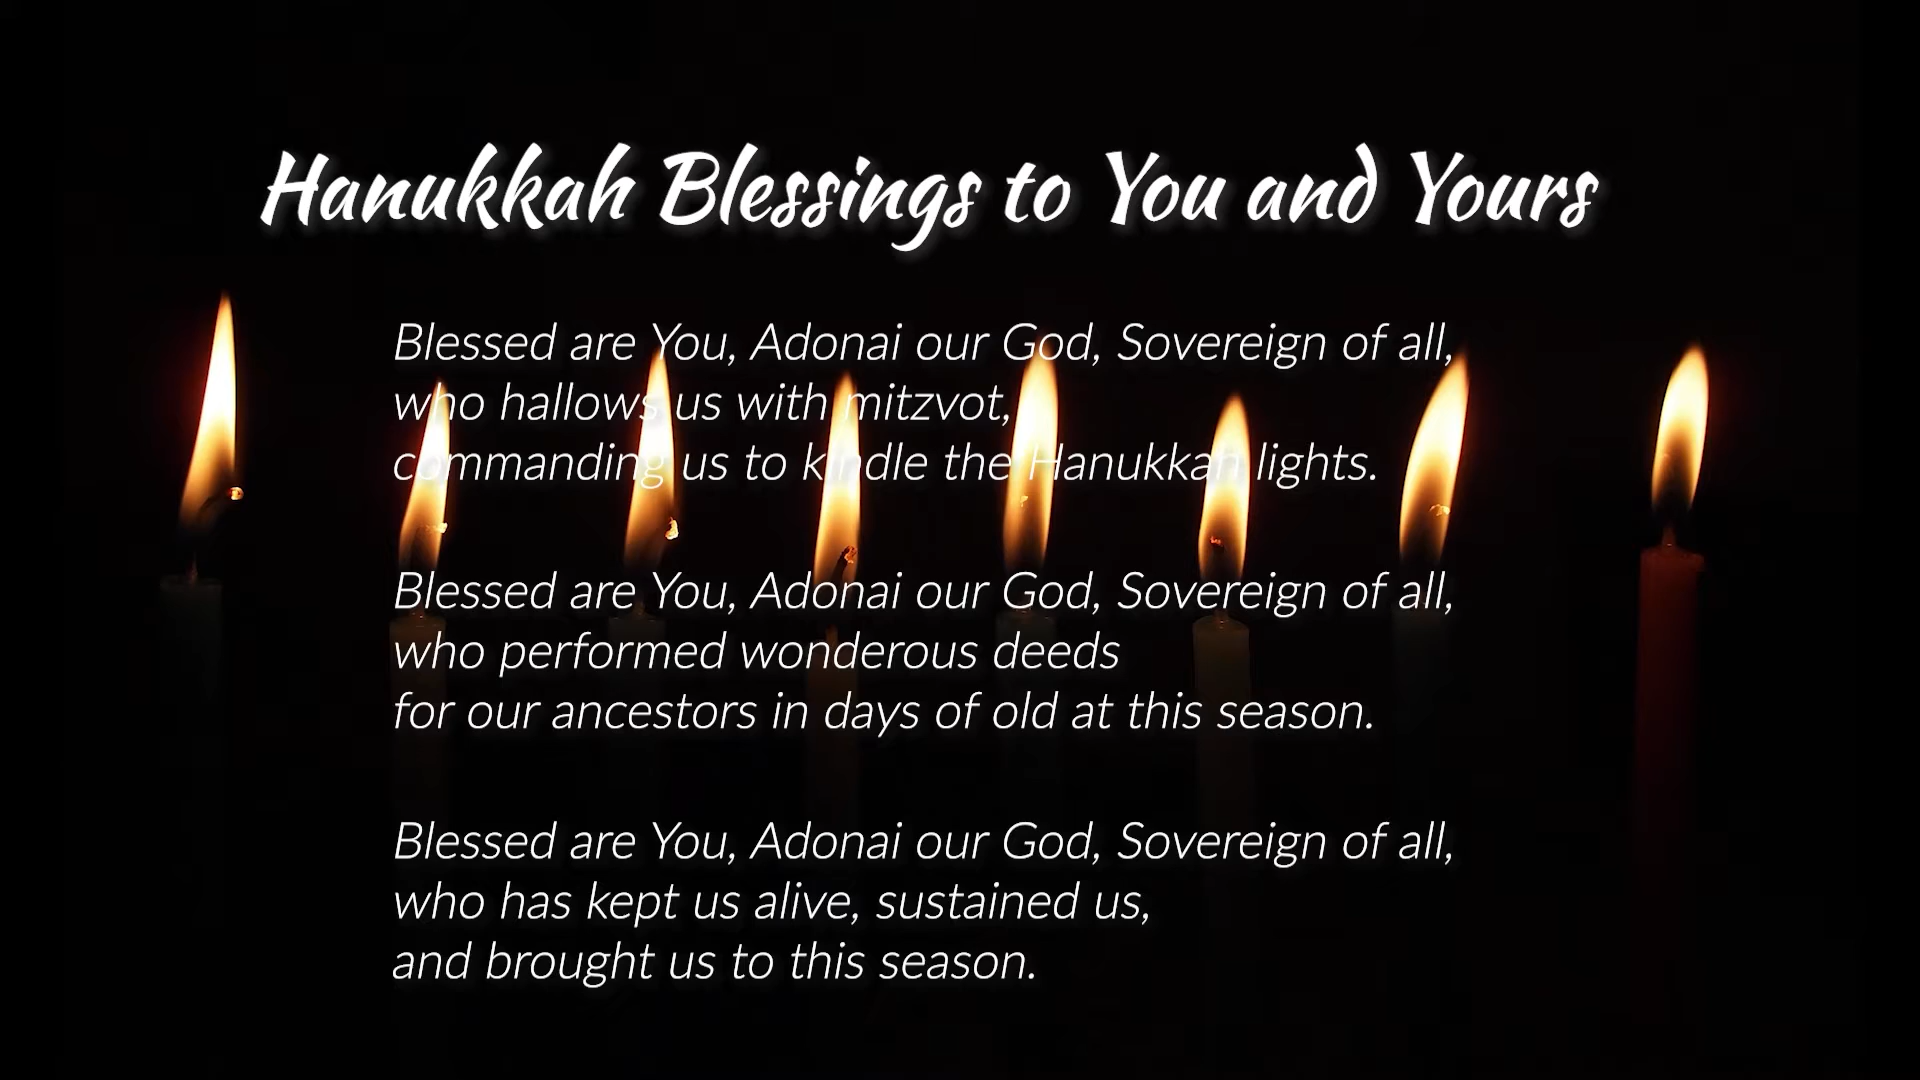 Hanukkah Blessings to You and Yours
Blessed are You, Adonai our God, Sovereign of all,
who hallows us with mitzvot,
commanding us to kindle the Hanukkah lights.
Blessed are You, Adonai our God, Sovereign of all,
who performed wonderous deeds
for our ancestors in days of old at this season.
Blessed are You, Adonai our God, Sovereign of all,
who has kept us alive, sustained us,
and brought us to this season.